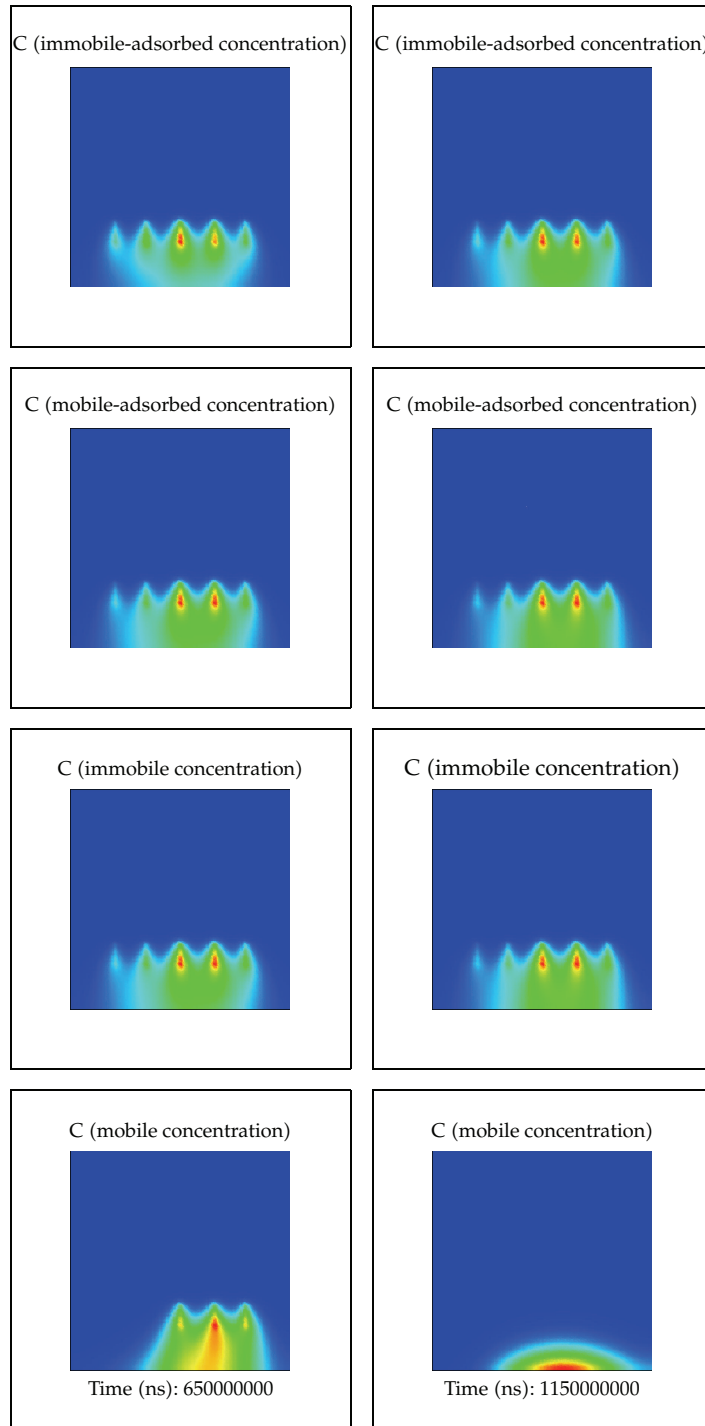 C (immobile-adsorbed concentration)
C (immobile-adsorbed concentration)
C (mobile-adsorbed concentration)
C (mobile-adsorbed concentration)
C (immobile concentration)
C (immobile concentration)
C (mobile concentration)
C (mobile concentration)
Time (ns): 650000000
Time (ns): 1150000000